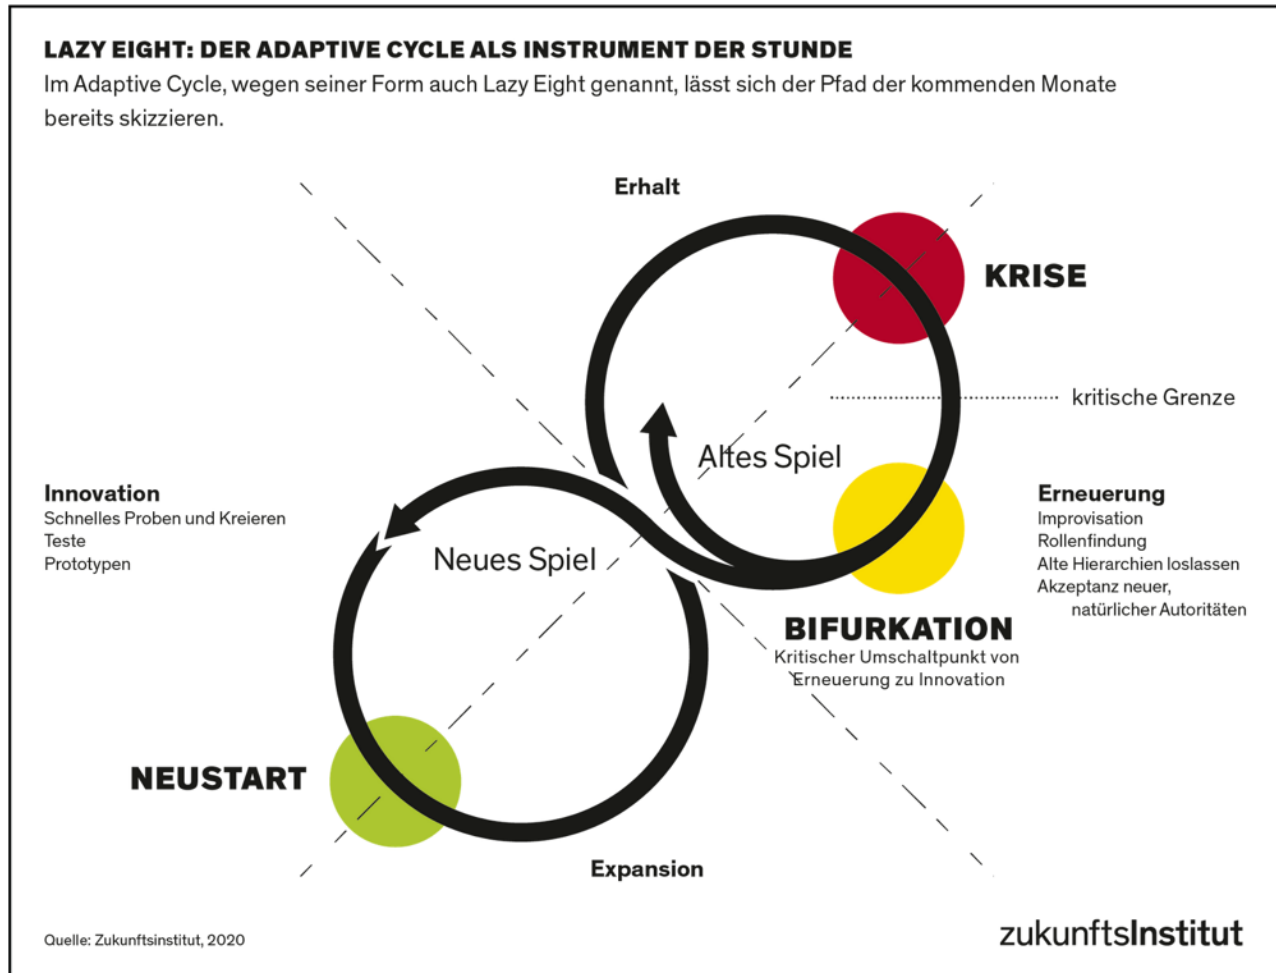 LAZY EIGHT: DER ADAPTIVE CYCLE ALS INSTRUMENT DER STUNDE
Im Adaptive Cycle, wegen seiner Form auch Lazy Eight genannt, lässt sich der Pfad der kommenden Monate
bereits skizzieren.
Erhalt
KRISE
kritische Grenze
Altes Spiel
Innovation
Schnelles Proben und Kreieren
Teste
Prototypen
Neues Spiel
Erneuerung
Improvisation
Rollenfindung
Alte Hierarchien loslassen
Akzeptanz neuer,
natürlicher Autoritäten
BIFURKATION
Kritischer Umschaltpunkt von
Erneuerung zu Innovation
NEUSTART
Expansion
Quelle: Zukunftsinstitut, 2020
zukunftsInstitut